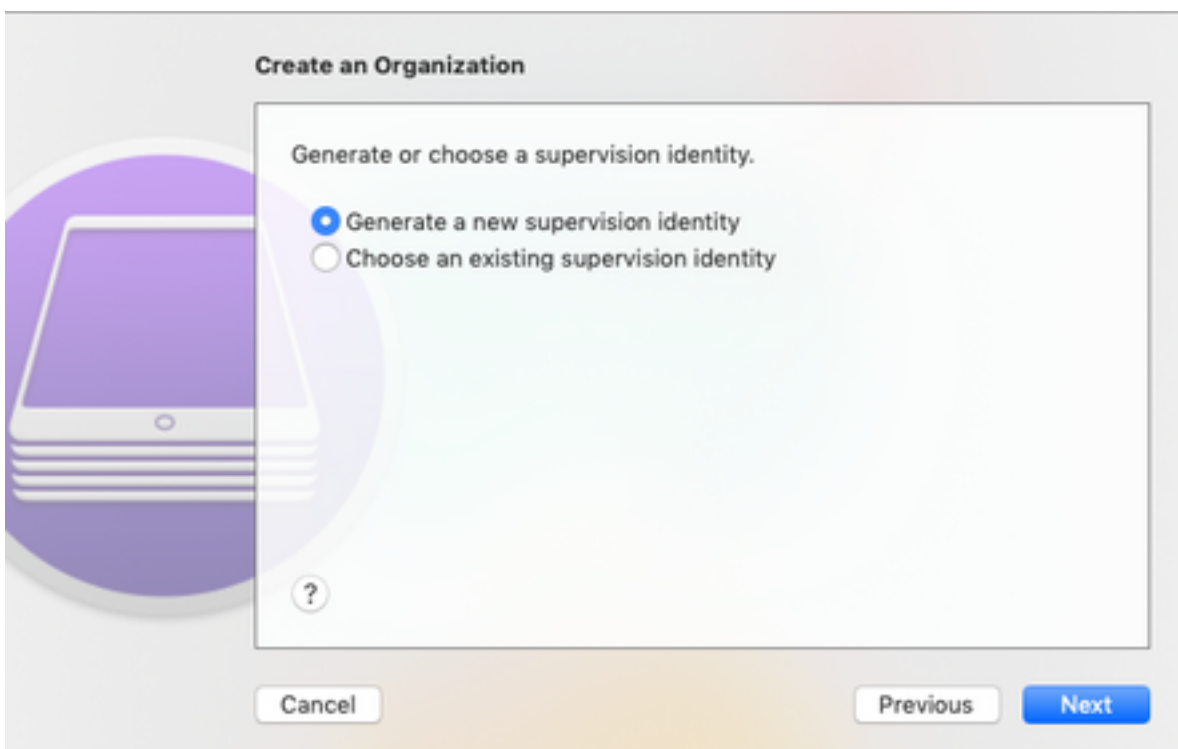 Create an Organization
Generate or choose a supervision identity.
Generate a new supervision identity
Choose an existing supervision identity
?
Cancel
Previous
Next